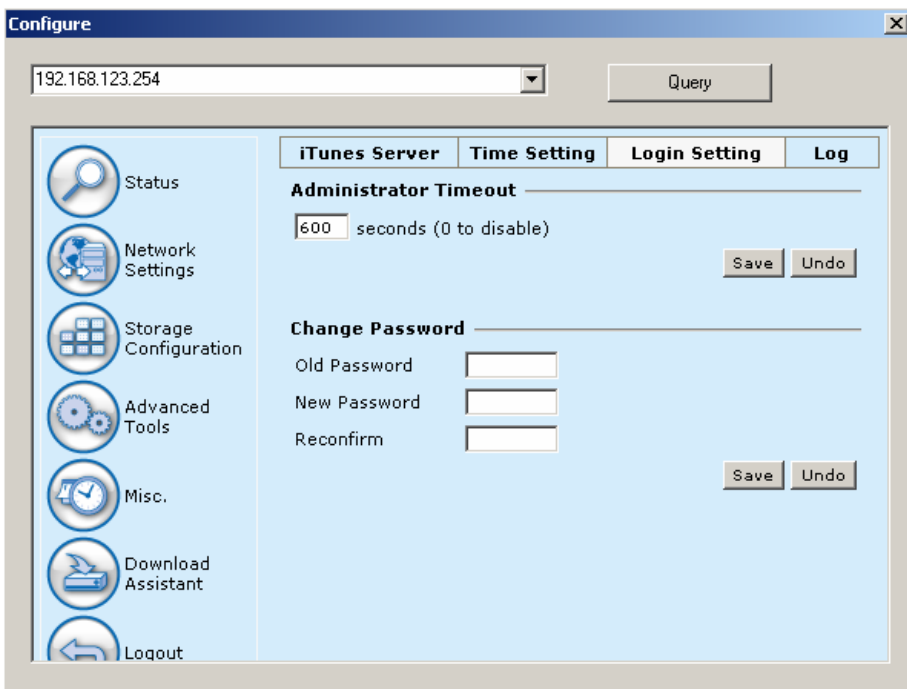 Configure
192.168.123.254
Query
Status
Network
Settings
Storage
Configuration
Advanced
Tools
Misc.
Download
Assistant
Logout
iTunes Server
Time Setting
Login Setting
Log
Administrator Timeout
600 seconds (0 to disable)
Save Undo
Change Password
Old Password
New Password
Reconfirm
Save Undo